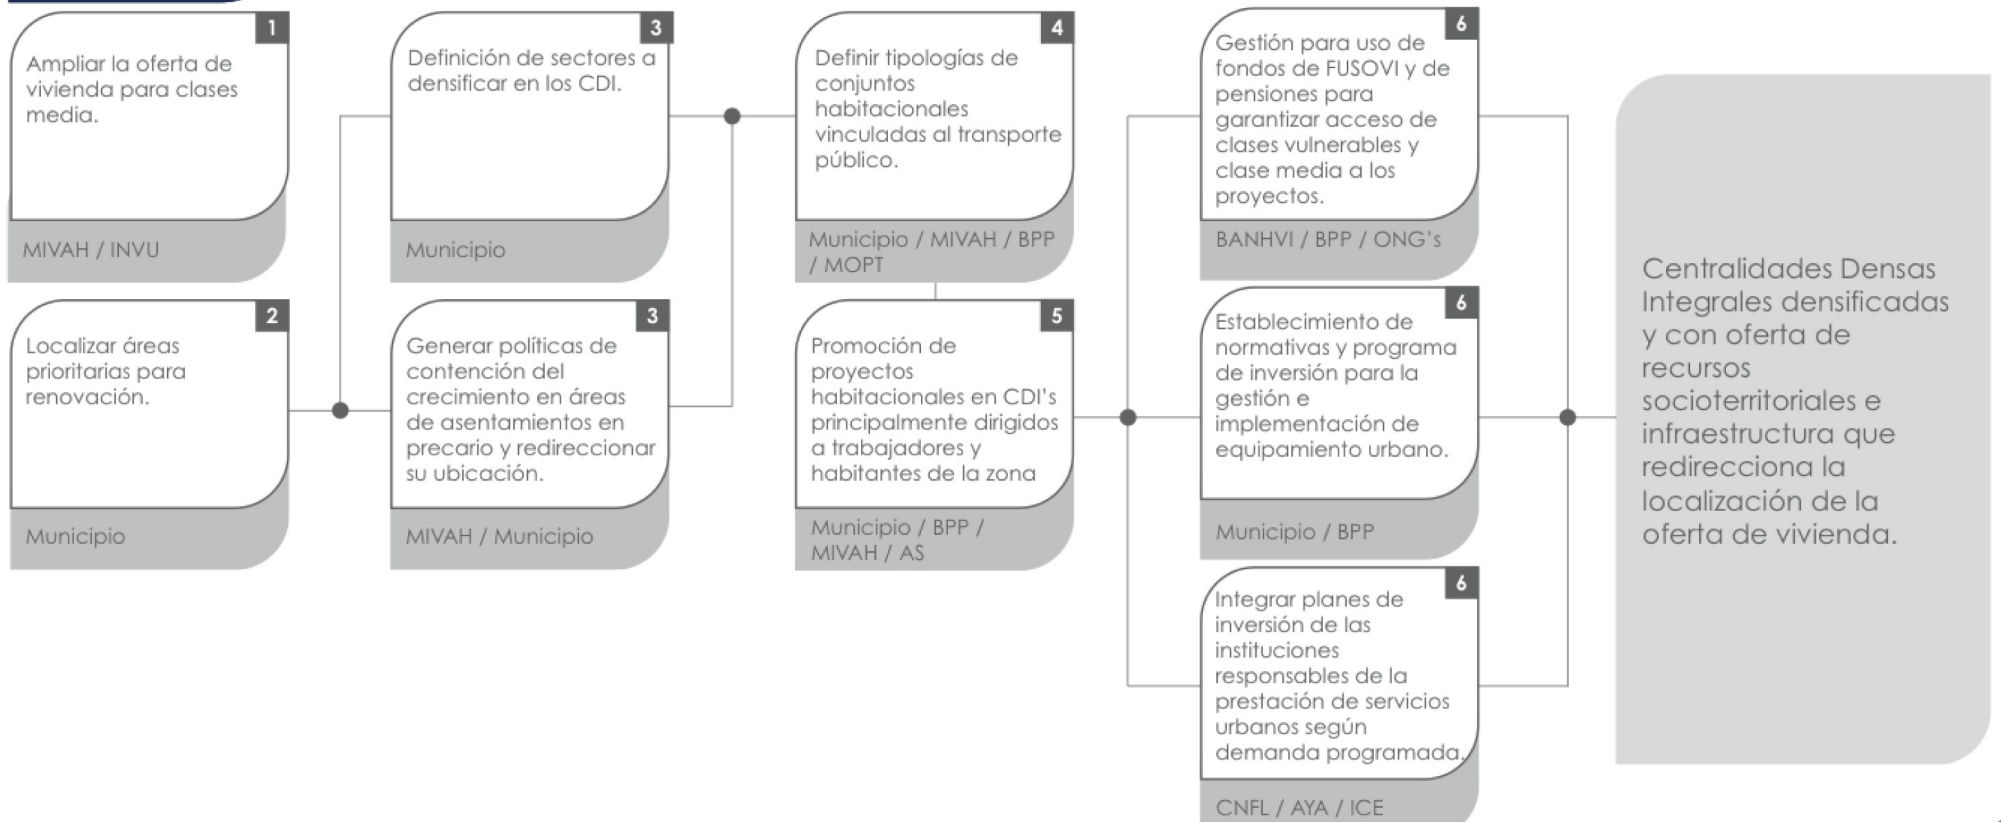 1
Ampliar la oferta de
vivienda para clases
media.
MIVAH / INVU
2
Localizar áreas
prioritarias para
renovación.
Municipio
3
Definición de sectores a
densificar en los CDI.
Municipio
3
Generar políticas de
contención del
crecimiento en áreas
de asentamientos en
precario y redireccionar
su ubicación.
MIVAH / Municipio
4
Definir tipologías de
conjuntos
habitacionales
vinculadas al transporte
público.
Municipio / MIVAH / BPP
/ MOPT
5
Promoción de
proyectos
habitacionales en CDI's
principalmente dirigidos
a trabajadores y
habitantes de la zona
Municipio / BPP /
MIVAH / AS
6
Gestión para uso de
fondos de FUSOVI y de
pensiones para
garantizar acceso de
clases vulnerables y
clase media a los
proyectos.
BANHVI / BPP / ONG's
6
Establecimiento de
normativas y programa
de inversión para la
gestión e
implementación de
equipamiento urbano.
Municipio / BPP
6
Integrar planes de
inversión de las
instituciones
responsables de la
prestación de servicios
urbanos según
demanda programada.
CNFL / AYA / ICE
Centralidades Densas
Integrales densificadas
y con oferta de
recursos
socioterritoriales e
infraestructura que
redirecciona la
localización de la
oferta de vivienda.